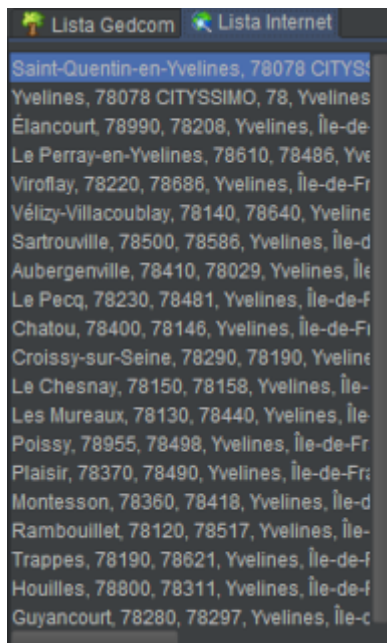 Lista Gedcom Lista Internet
Saint-Quentin-en-Yvelines, 78078 CITYS
Yvelines, 78078 CITYSSIMO, 78, Yvelines
Élancourt, 78990, 78208, Yvelines, Île-de-
Le Perray-en-Yvelines, 78610, 78486, Yve
Viroflay, 78220, 78686, Yvelines, Île-de-Fr
Vélizy-Villacoublay, 78140, 78640, Yveline
Sartrouville, 78500, 78586, Yvelines, Île-d
Aubergenville, 78410, 78029, Yvelines, Île
Le Pecq, 78230, 78481, Yvelines, Île-de-F
Chatou, 78400, 78146, Yvelines, Île-de-Fr
Croissy-sur-Seine, 78290, 78190, Yveline
Le Chesnay, 78150, 78158, Yvelines, Île-
Les Mureaux, 78130, 78440, Yvelines, Île-
Poissy, 78955, 78498, Yvelines, Île-de-Fr
Plaisir, 78370, 78490, Yvelines, Île-de-Fra
Montesson, 78360, 78418, Yvelines, Île-d
Rambouillet, 78120, 78517, Yvelines, Île-
Trappes, 78190, 78621, Yvelines, Île-de-F
Houilles, 78800, 78311, Yvelines, Île-de-F
Guyancourt, 78280, 78297, Yvelines, Île-d